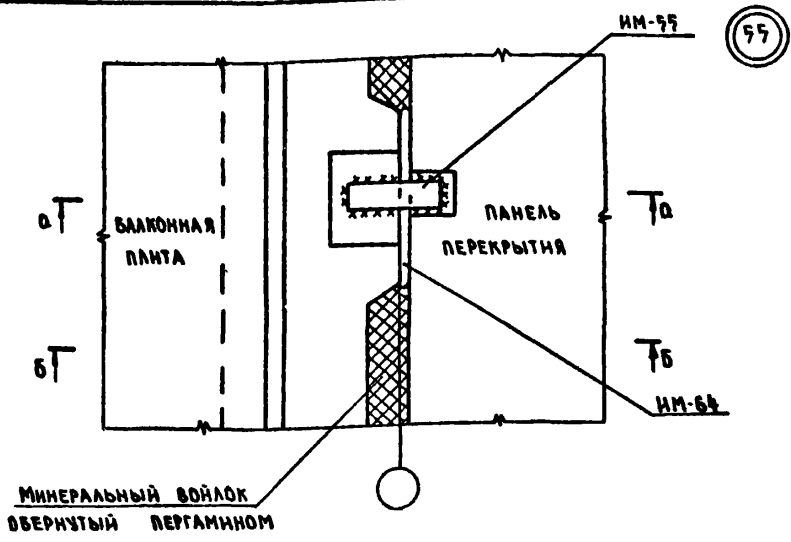 ИМ-55
55
а
а
БАЛКОННАЯ
ПЛИТА
ПАНЕЛЬ
ПЕРЕКРЫТИЯ
б
б
ИМ-64
МИНЕРАЛЬНЫЙ ВОЙЛОК
ОБЕРНУТЫЙ ПЕРГАМИНОМ